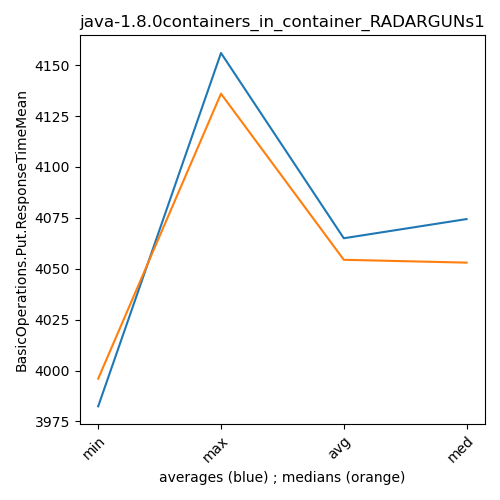 java-1.8.0containers_in_container_RADARGUNs1
BasicOperations.Put.ResponseTimeMean
4150
4125
4100
4075
4050
4025
4000
3975
min
max
avg
med
averages (blue) ; medians (orange)